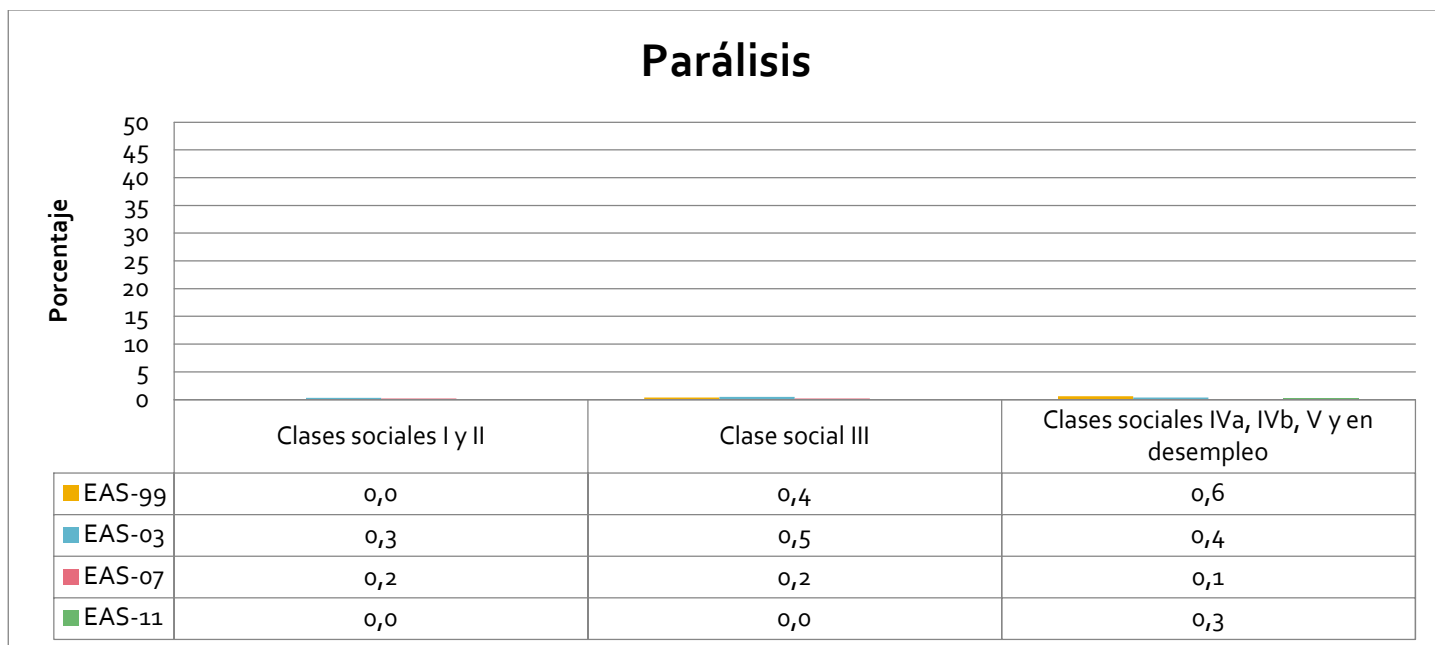 Parálisis
Porcentaje
50
45
40
35
30
25
20
15
10
5
0
Clases sociales I y II
Clase social III
Clases sociales IVa, IVb, V y en
desempleo
EAS-99 0,0 0,4 0,6
EAS-03 0,3 0,5 0,4
EAS-07 0,2 0,2 0,1
EAS-11 0,0 0,0 0,3